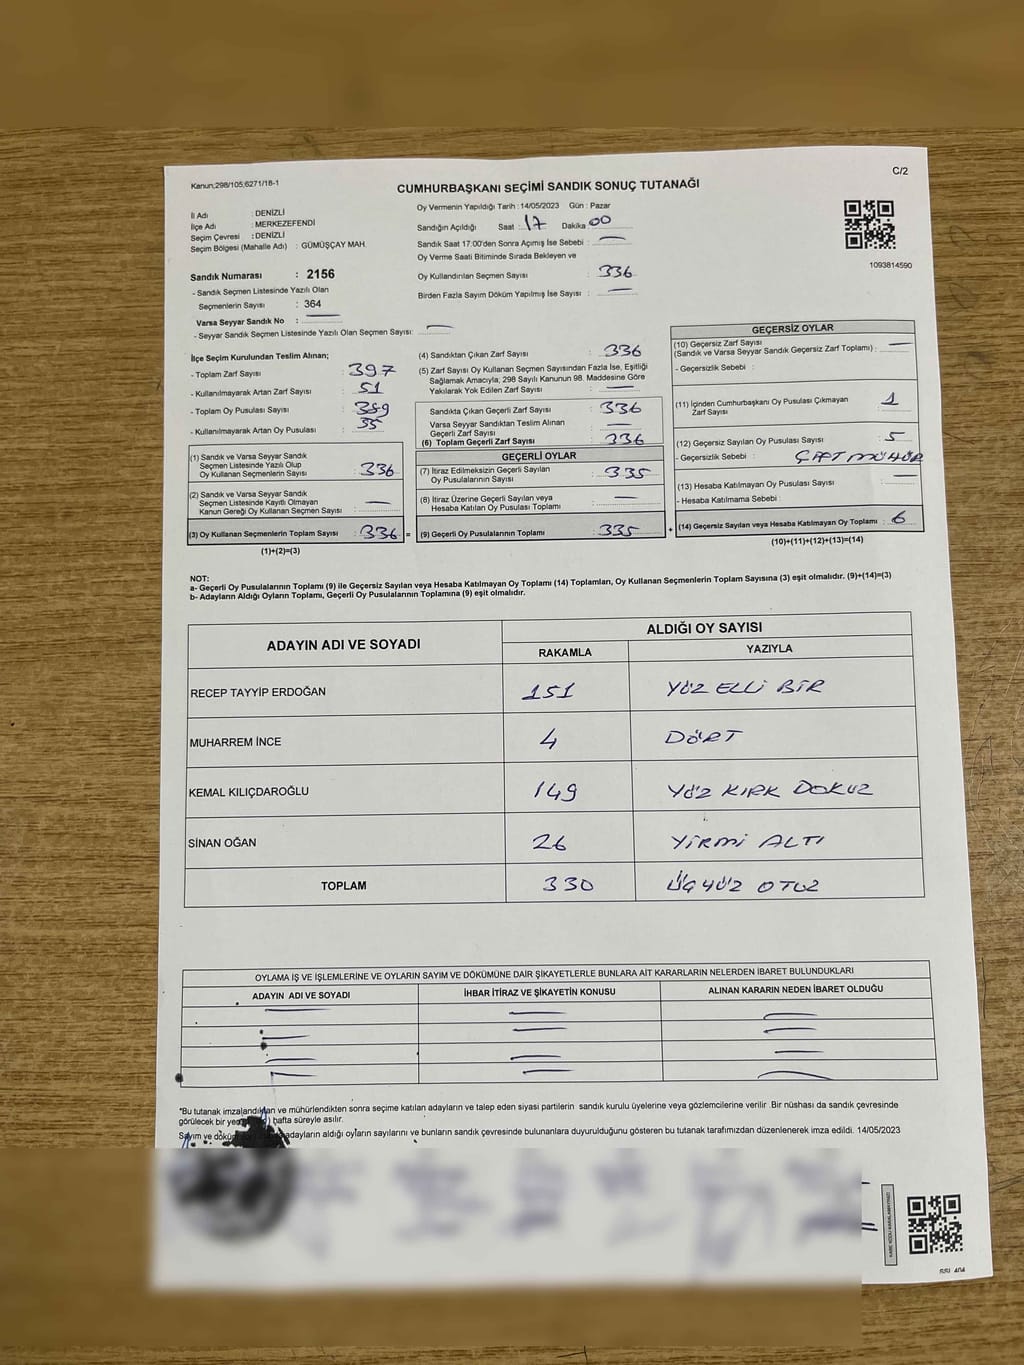 Kanun;298/105;6271/18-1
C/2
CUMHURBAŞKANI SEÇİMİ SANDIK SONUÇ TUTANAĞI
İl Adı : DENİZLİ
İlçe Adı : MERKEZEFENDİ
Seçim Çevresi : DENİZLİ
Seçim Bölgesi (Mahalle Adı) : GÜMÜŞÇAY MAH.
Sandık Numarası : 2156
- Sandık Seçmen Listesinde Yazılı Olan
Seçmenlerin Sayısı : 364
Varsa Seyyar Sandık No : —
- Seyyar Sandık Seçmen Listesinde Yazılı Olan Seçmen Sayısı: —
Oy Vermenin Yapıldığı Tarih : 14/05/2023 Gün : Pazar
Sandığın Açıldığı Saat : 17 Dakika : 00
Sandık Saat 17:00'den Sonra Açımış İse Sebebi : —
Oy Verme Saati Bitiminde Sırada Bekleyen ve
Oy Kullandırılan Seçmen Sayısı : 336
Birden Fazla Sayım Döküm Yapılmış İse Sayısı : —
1093814590
İlçe Seçim Kurulundan Teslim Alınan;
- Toplam Zarf Sayısı : 397
- Kullanılmayarak Artan Zarf Sayısı : 51
- Toplam Oy Pusulası Sayısı : 389
- Kullanılmayarak Artan Oy Pusulası : 35
(1) Sandık ve Varsa Seyyar Sandık
Seçmen Listesinde Yazılı Olup
Oy Kullanan Seçmenlerin Sayısı : 336
(2) Sandık ve Varsa Seyyar Sandık
Seçmen Listesinde Kayıtlı Olmayan
Kanun Gereği Oy Kullanan Seçmen Sayısı : —
(3) Oy Kullanan Seçmenlerin Toplam Sayısı : 336 =
(1)+(2)=(3)
(4) Sandıktan Çıkan Zarf Sayısı : 336
(5) Zarf Sayısı Oy Kullanan Seçmen Sayısından Fazla İse, Eşitliği
Sağlamak Amacıyla, 298 Sayılı Kanunun 98. Maddesine Göre
Yakılarak Yok Edilen Zarf Sayısı : —
Sandıkta Çıkan Geçerli Zarf Sayısı : 336
Varsa Seyyar Sandıktan Teslim Alınan
Geçerli Zarf Sayısı : —
(6) Toplam Geçerli Zarf Sayısı : 336
GEÇERLİ OYLAR
(7) İtiraz Edilmeksizin Geçerli Sayılan
Oy Pusulasının Sayısı : 335
(8) İtiraz Üzerine Geçerli Sayılan veya
Hesaba Katılan Oy Pusulası Toplamı : —
(9) Geçerli Oy Pusulalarının Toplamı : 335 +
GEÇERSİZ OYLAR
(10) Geçersiz Zarf Sayısı
(Sandık ve Varsa Seyyar Sandık Geçersiz Zarf Toplamı) : —
- Geçersizlik Sebebi :
(11) İçinden Cumhurbaşkanı Oy Pusulası Çıkmayan
Zarf Sayısı : 1
(12) Geçersiz Sayılan Oy Pusulası Sayısı : 5
- Geçersizlik Sebebi : ÇİFT MÜHÜR
(13) Hesaba Katılmayan Oy Pusulası Sayısı : —
- Hesaba Katılmama Sebebi :
(14) Geçersiz Sayılan veya Hesaba Katılmayan Oy Toplamı : 6
(10)+(11)+(12)+(13)=(14)
NOT:
a- Geçerli Oy Pusulalarının Toplamı (9) ile Geçersiz Sayılan veya Hesaba Katılmayan Oy Toplamı (14) Toplamları, Oy Kullanan Seçmenlerin Toplam Sayısına (3) eşit olmalıdır. (9)+(14)=(3)
b- Adayların Aldığı Oyların Toplamı, Geçerli Oy Pusulalarının Toplamına (9) eşit olmalıdır.
ADAYIN ADI VE SOYADI
ALDIĞI OY SAYISI
RAKAMLA YAZIYLA
RECEP TAYYİP ERDOĞAN 151 YÜZ ELLİ BİR
MUHARREM İNCE 4 DÖRT
KEMAL KILIÇDAROĞLU 149 YÜZ KIRK DOKUZ
SİNAN OĞAN 26 YİRMİ ALTI
TOPLAM 330 ÜÇ YÜZ OTUZ
OYLAMA İŞ VE İŞLEMLERİNE VE OYLARIN SAYIM VE DÖKÜMÜNE DAİR ŞİKAYETLERLE BUNLARA AİT KARARLARIN NELERDEN İBARET BULUNDUKLARI
ADAYIN ADI VE SOYADI İHBAR İTİRAZ VE ŞİKAYETİN KONUSU ALINAN KARARIN NEDEN İBARET OLDUĞU
*Bu tutanak imzalandıktan ve mühürlendikten sonra seçime katılan adayların ve talep eden siyasi partilerin sandık kurulu üyelerine veya gözlemcilerine verilir .Bir nüshası da sandık çevresinde
görülecek bir yere hafta süreyle asılır.
Sayım ve döküm adayların aldığı oyların sayılarını ve bunların sandık çevresinde bulunanlara duyurulduğunu gösteren bu tutanak tarafımızdan düzenlenerek imza edildi. 14/05/2023